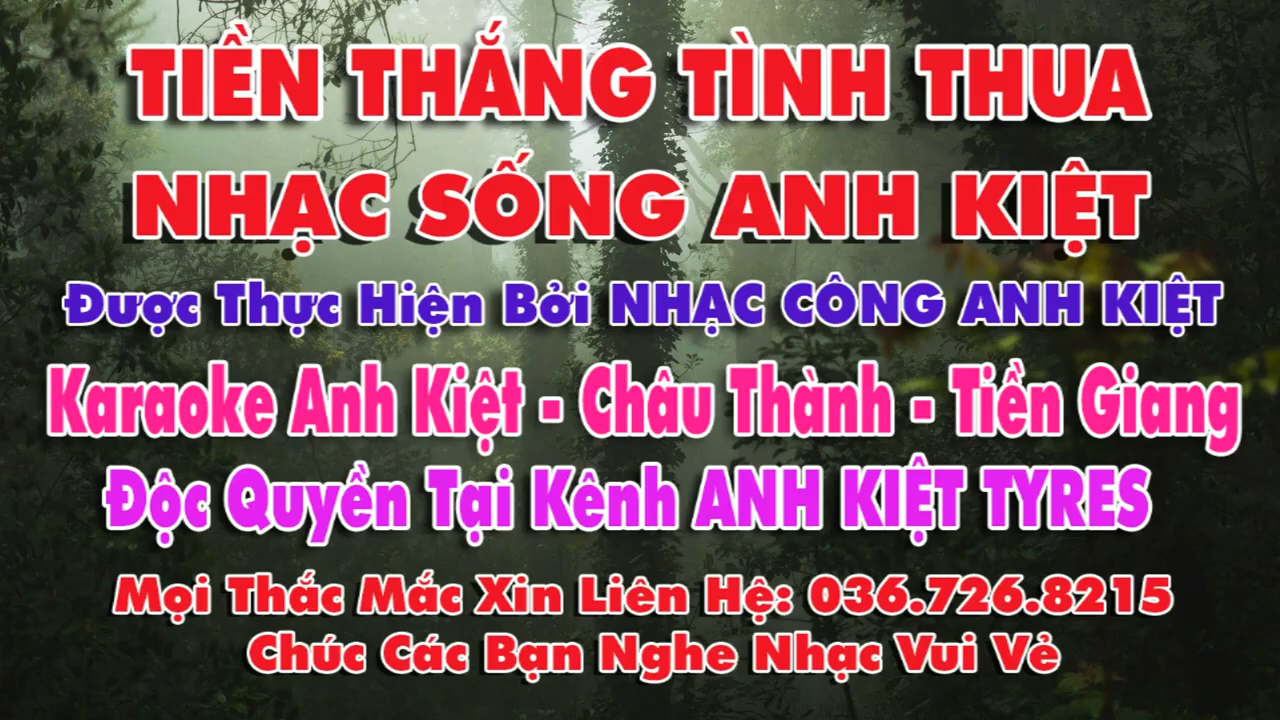 TIỀN THẮNG TÌNH THUA
NHẠC SỐNG ANH KIỆT
Được Thực Hiện Bởi NHẠC CÔNG ANH KIỆT
Karaoke Anh Kiệt - Châu Thành - Tiền Giang
Độc Quyền Tại Kênh ANH KIỆT TYRES
Mọi Thắc Mắc Xin Liên Hệ: 036.726.8215
Chúc Các Bạn Nghe Nhạc Vui Vẻ